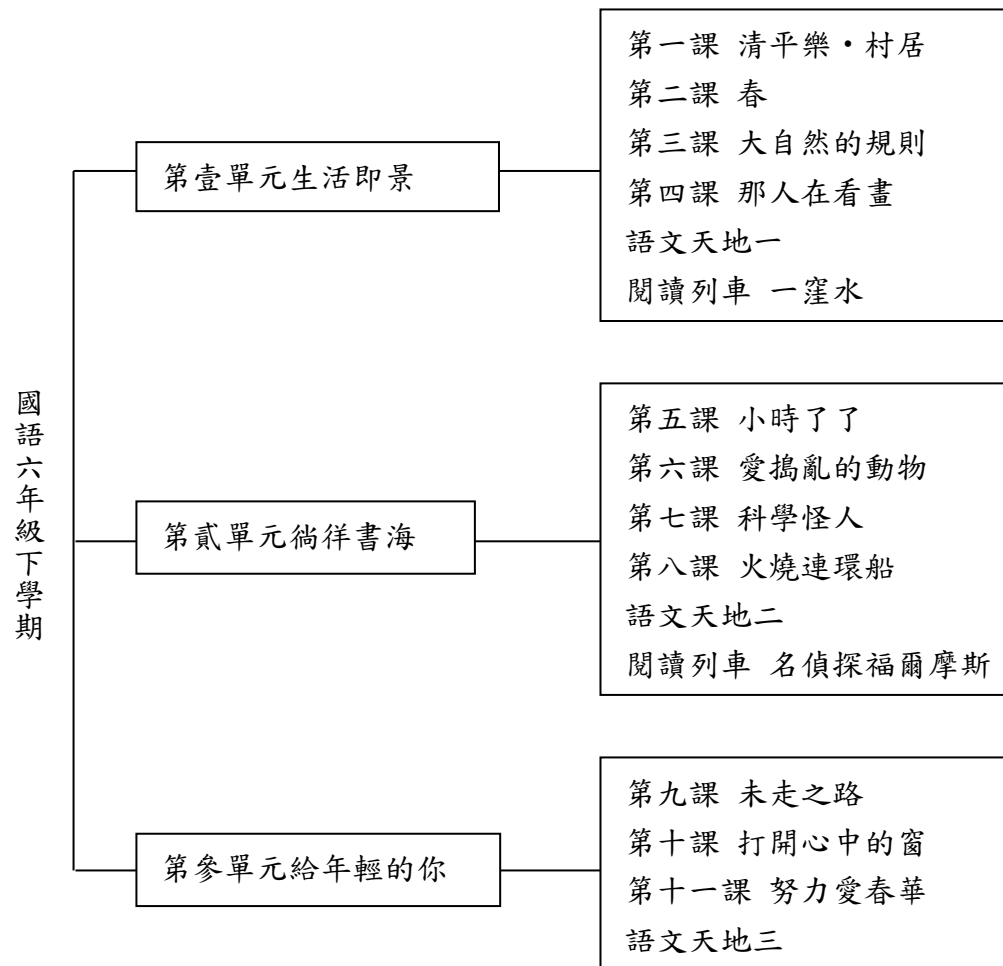 國語六年級下學期
第壹單元生活即景
第一課 清平樂·村居
第二課 春
第三課 大自然的規則
第四課 那人在看畫
語文天地一
閱讀列車 一窪水
第貳單元徜徉書海
第五課 小時了了
第六課 愛搗亂的動物
第七課 科學怪人
第八課 火燒連環船
語文天地二
閱讀列車 名偵探福爾摩斯
第參單元給年輕的你
第九課 未走之路
第十課 打開心中的窗
第十一課 努力愛春華
語文天地三